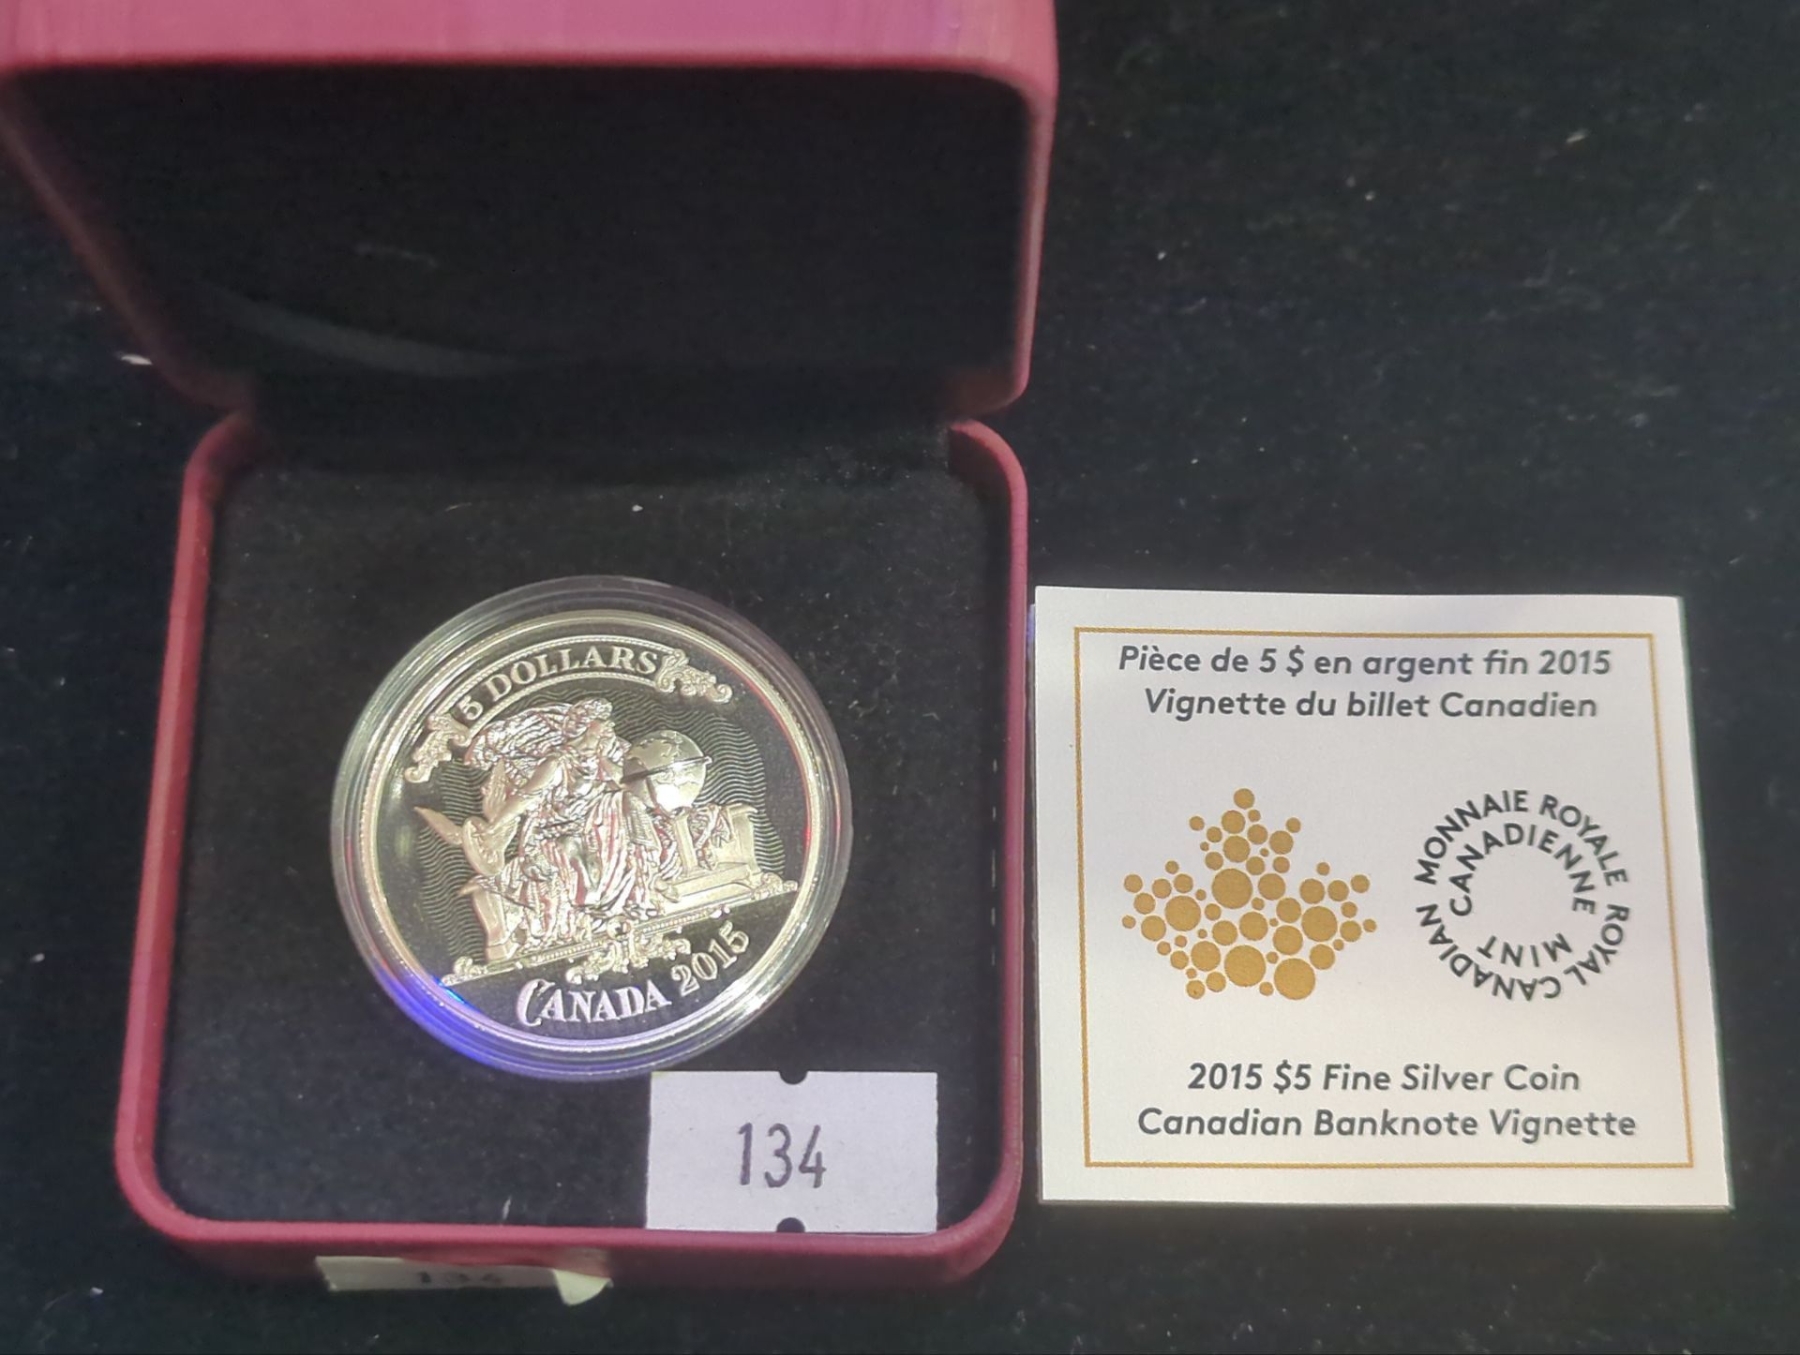 5 DOLLARS
CANADA 2015
134
134
Pièce de 5 $ en argent fin 2015
Vignette du billet Canadien
MONNAIE ROYALE CANADIENNE
ROYAL CANADIAN MINT
2015 $5 Fine Silver Coin
Canadian Banknote Vignette